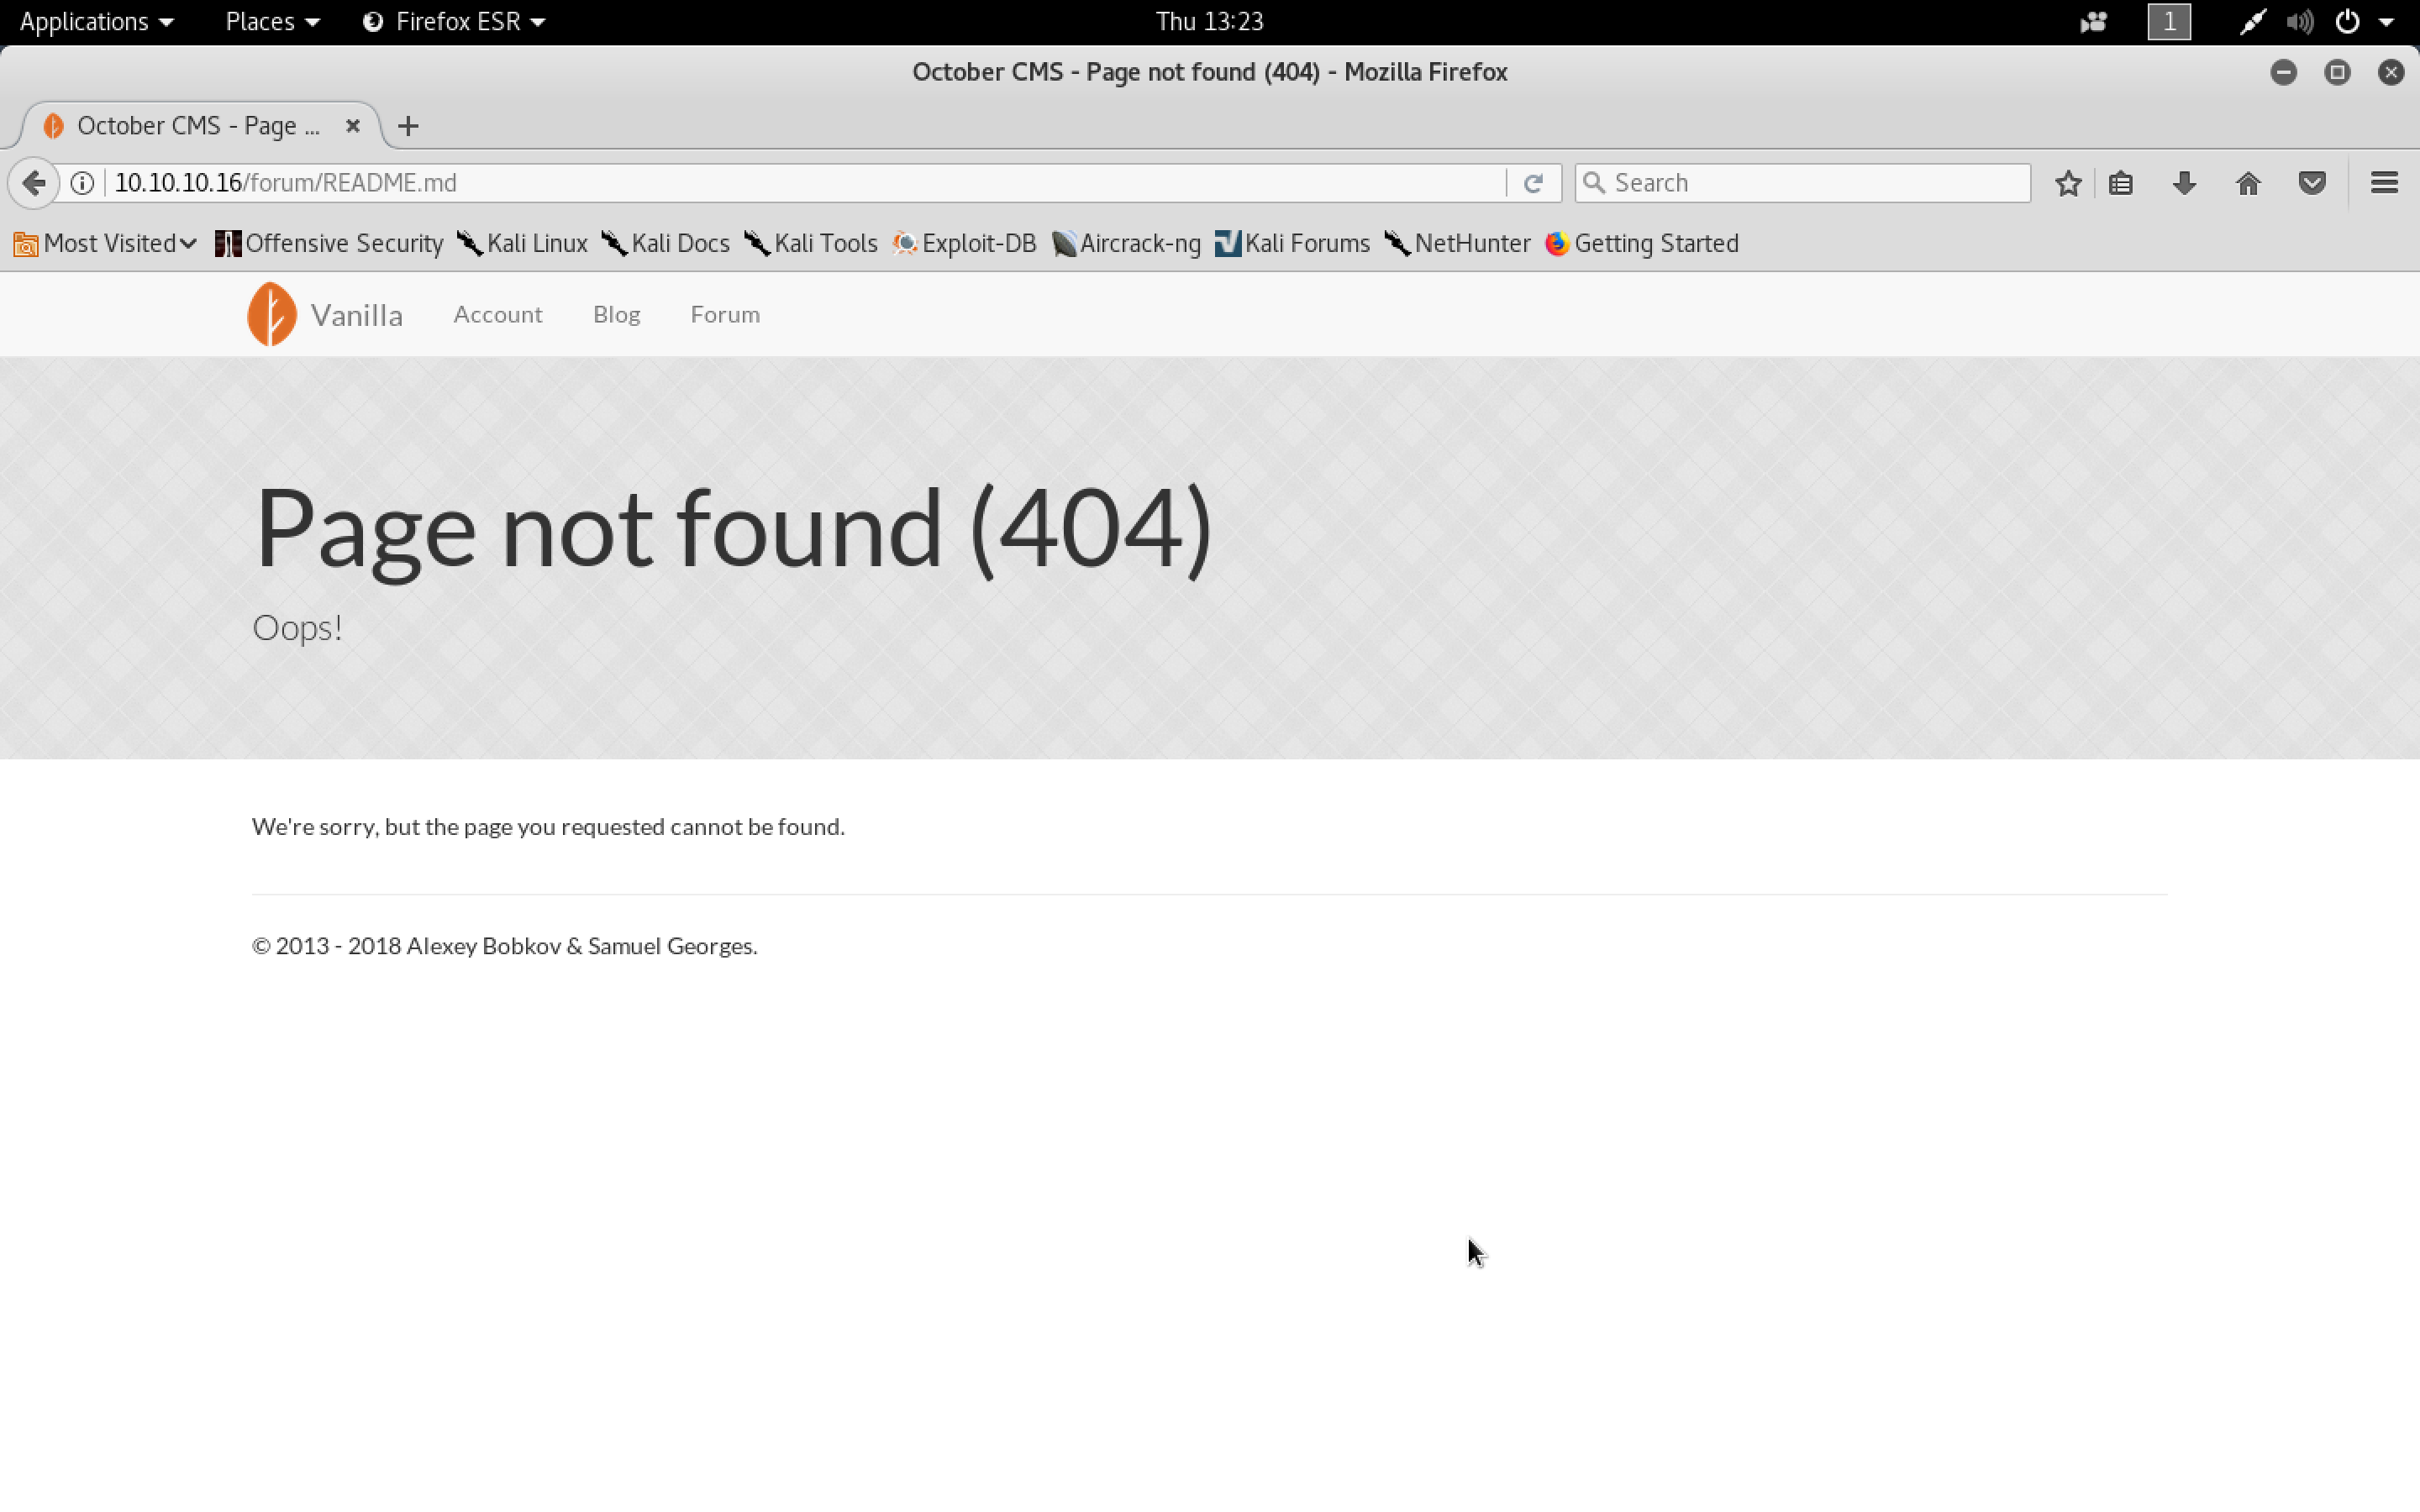 Applications Places Firefox ESR Thu 13:23 1
October CMS - Page not found (404) - Mozilla Firefox
October CMS - Page ...
10.10.10.16/forum/README.md Search
Most Visited Offensive Security Kali Linux Kali Docs Kali Tools Exploit-DB Aircrack-ng Kali Forums NetHunter Getting Started
Vanilla Account Blog Forum
Page not found (404)
Oops!
We're sorry, but the page you requested cannot be found.
© 2013 - 2018 Alexey Bobkov & Samuel Georges.